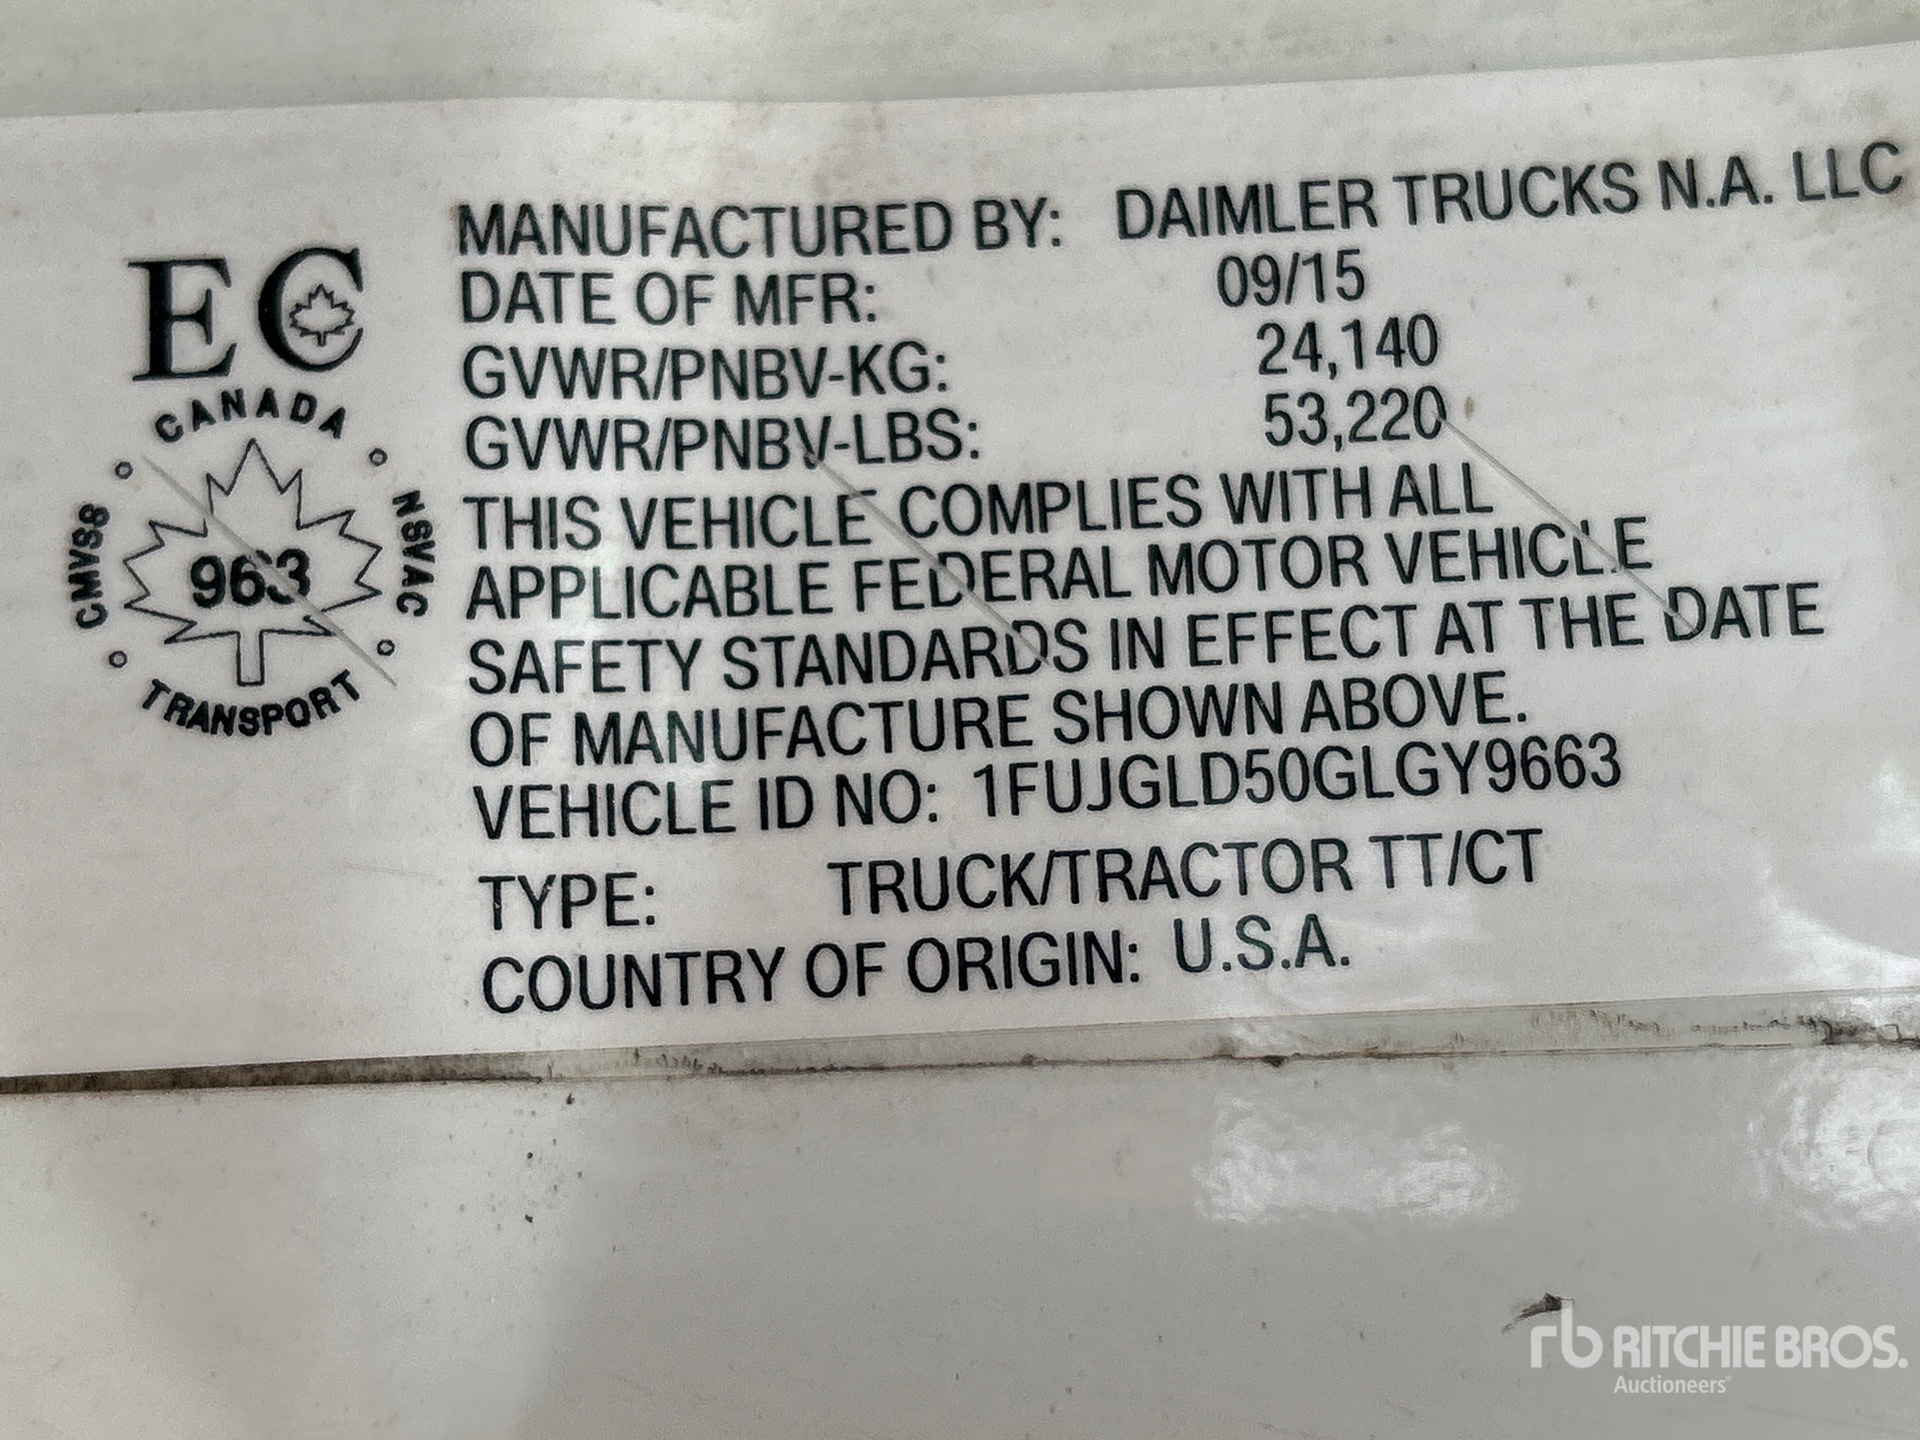 EC
CANADA
CMVSS
963
NSVAC
TRANSPORT
MANUFACTURED BY: DAIMLER TRUCKS N.A. LLC
DATE OF MFR: 09/15
GVWR/PNBV-KG: 24,140
GVWR/PNBV-LBS: 53,220
THIS VEHICLE COMPLIES WITH ALL
APPLICABLE FEDERAL MOTOR VEHICLE
SAFETY STANDARDS IN EFFECT AT THE DATE
OF MANUFACTURE SHOWN ABOVE.
VEHICLE ID NO: 1FUJGLD50GLGY9663
TYPE: TRUCK/TRACTOR TT/CT
COUNTRY OF ORIGIN: U.S.A.
rb RITCHIE BROS.
Auctioneers